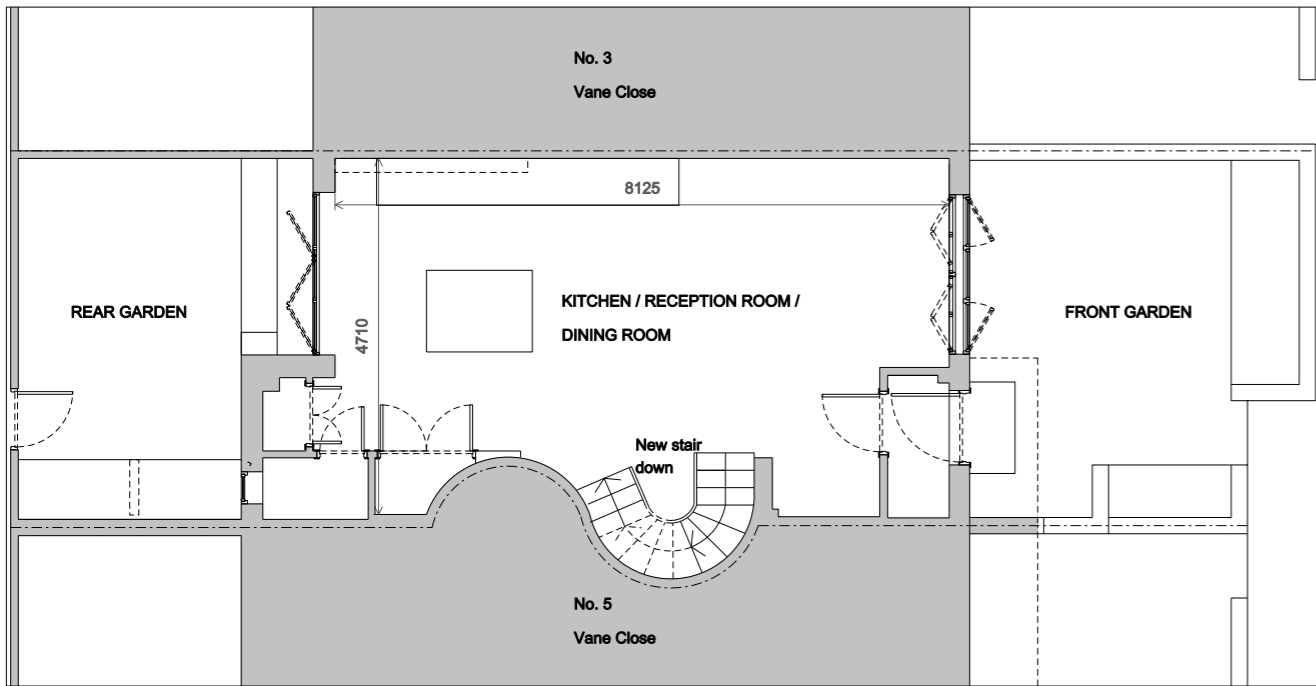 No. 3
Vane Close
8125
4710
REAR GARDEN
KITCHEN / RECEPTION ROOM /
DINING ROOM
FRONT GARDEN
New stair
down
No. 5
Vane Close